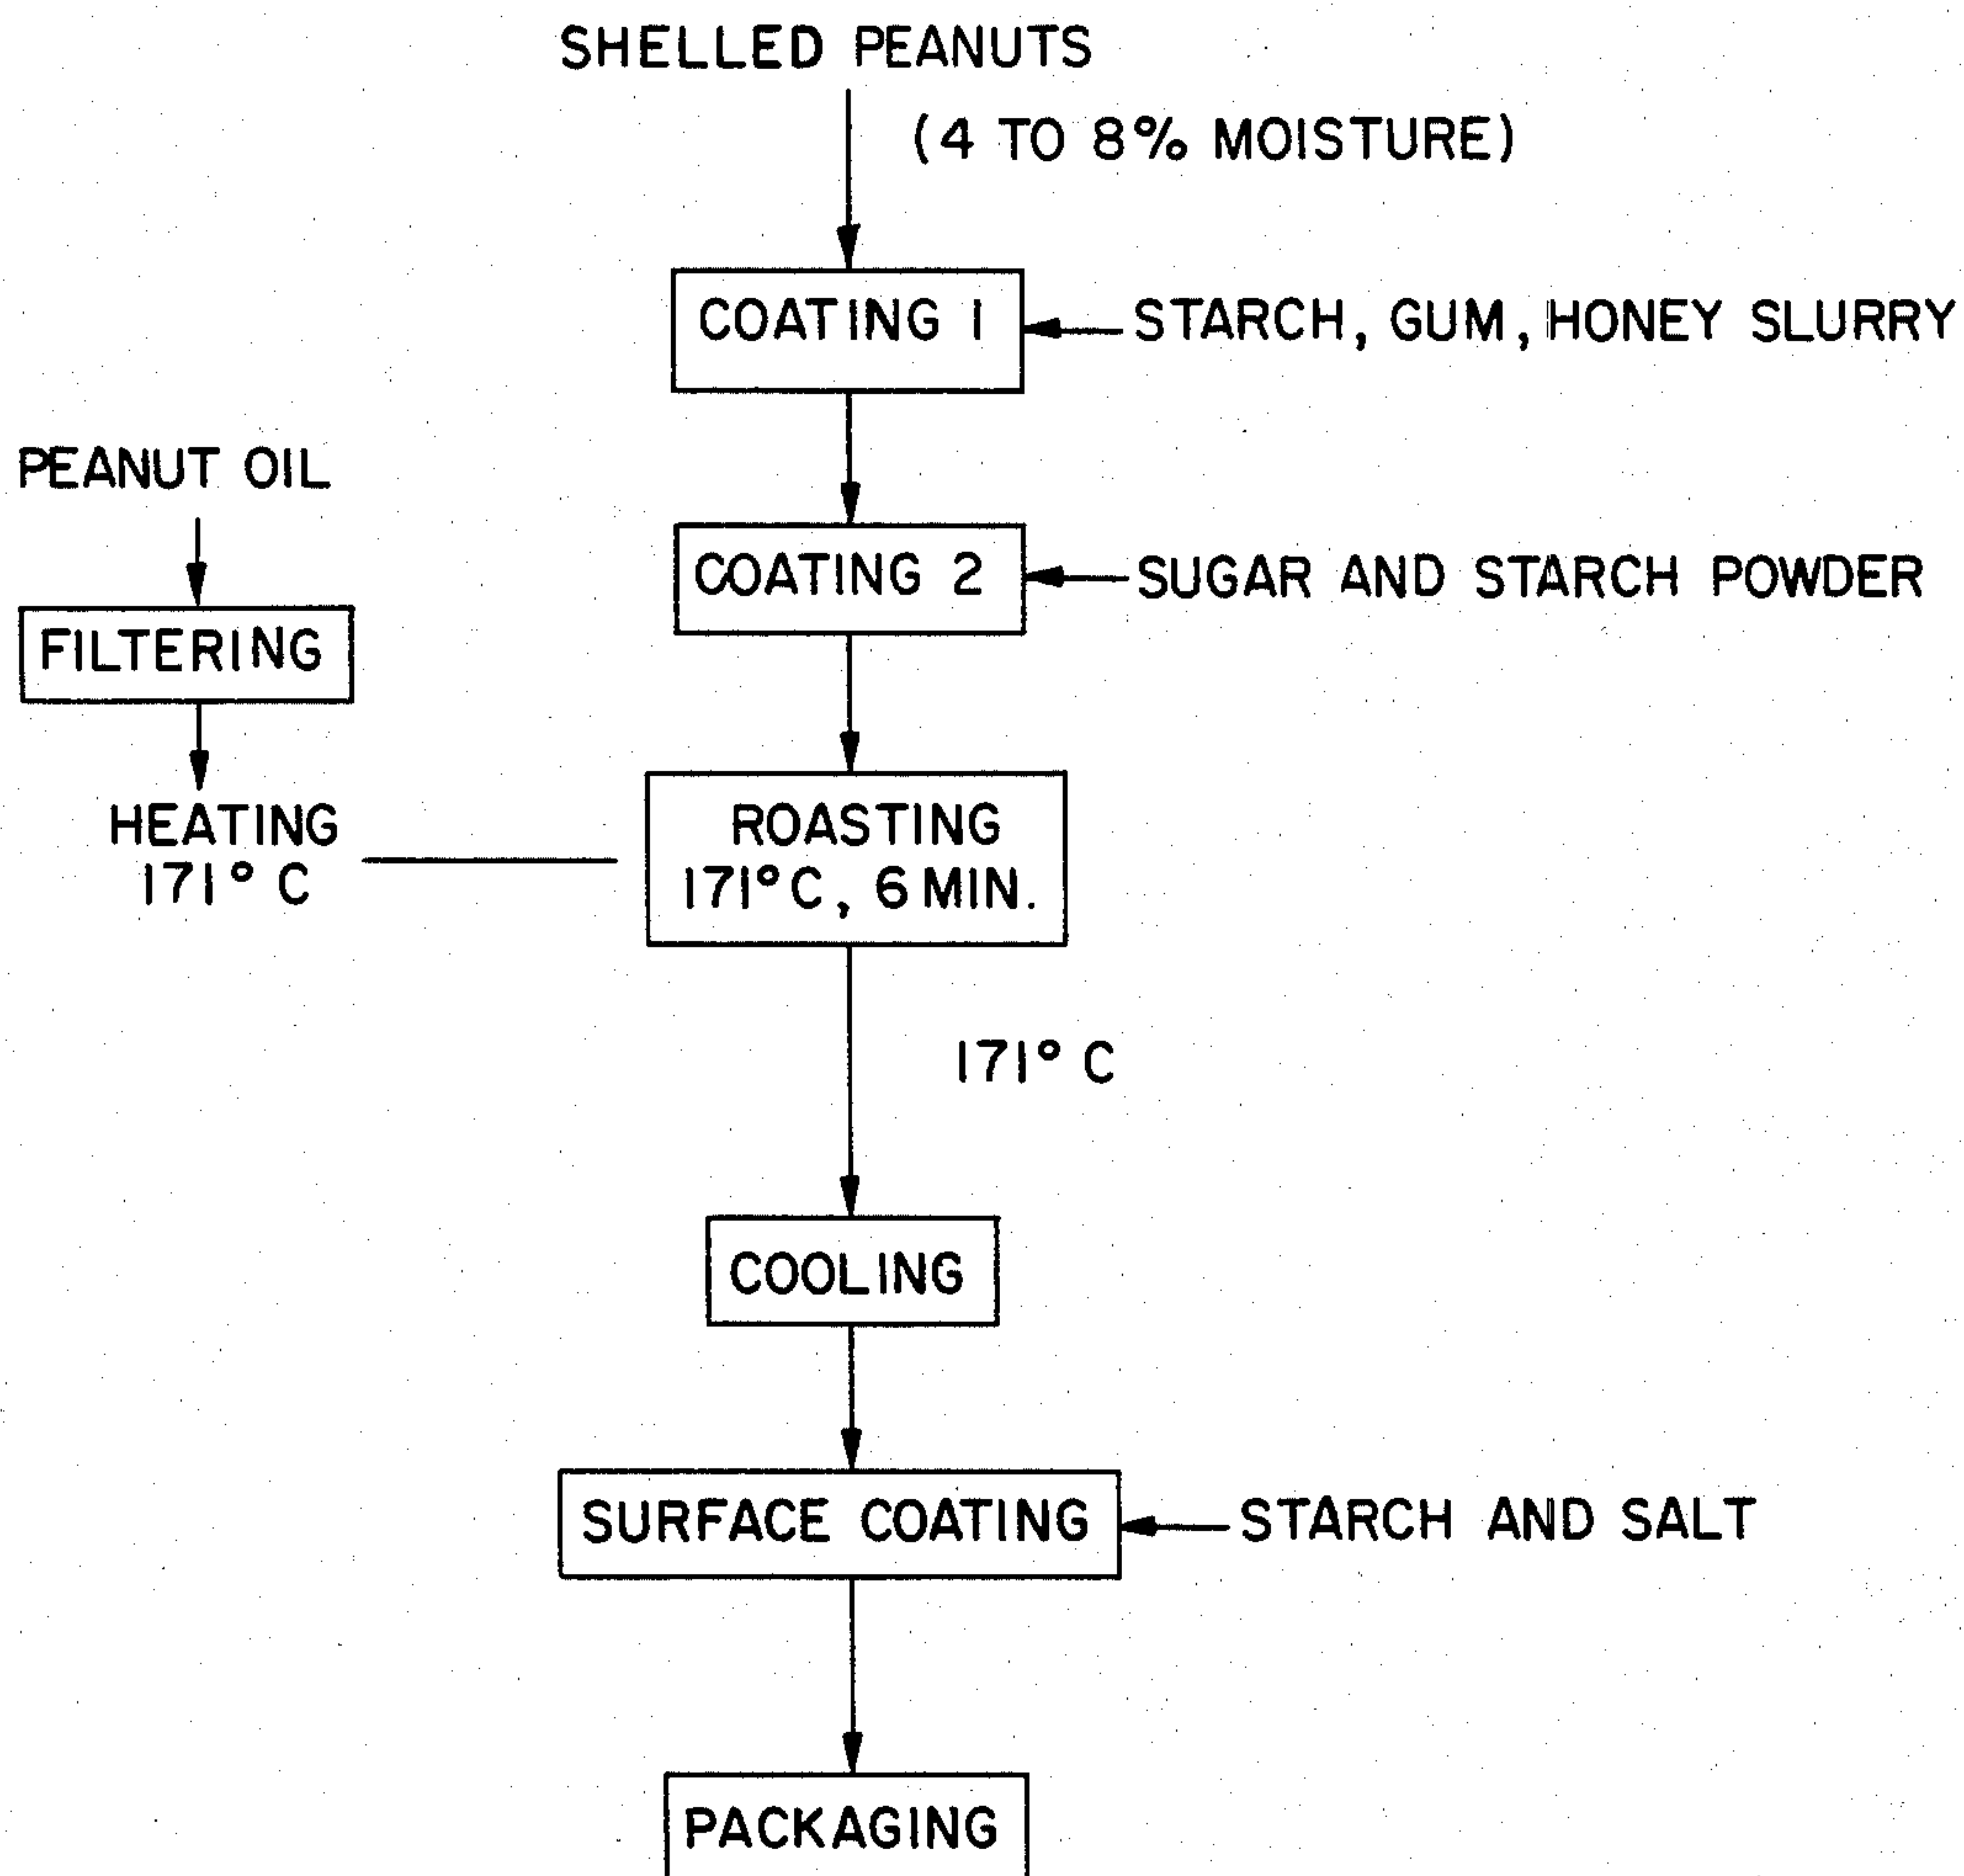 SHELLED PEANUTS
(4 TO 8% MOISTURE)
COATING 1
STARCH, GUM, HONEY SLURRY
PEANUT OIL
COATING 2
SUGAR AND STARCH POWDER
FILTERING
HEATING
171° C
ROASTING
171°C, 6 MIN.
171° C
COOLING
SURFACE COATING
STARCH AND SALT
PACKAGING